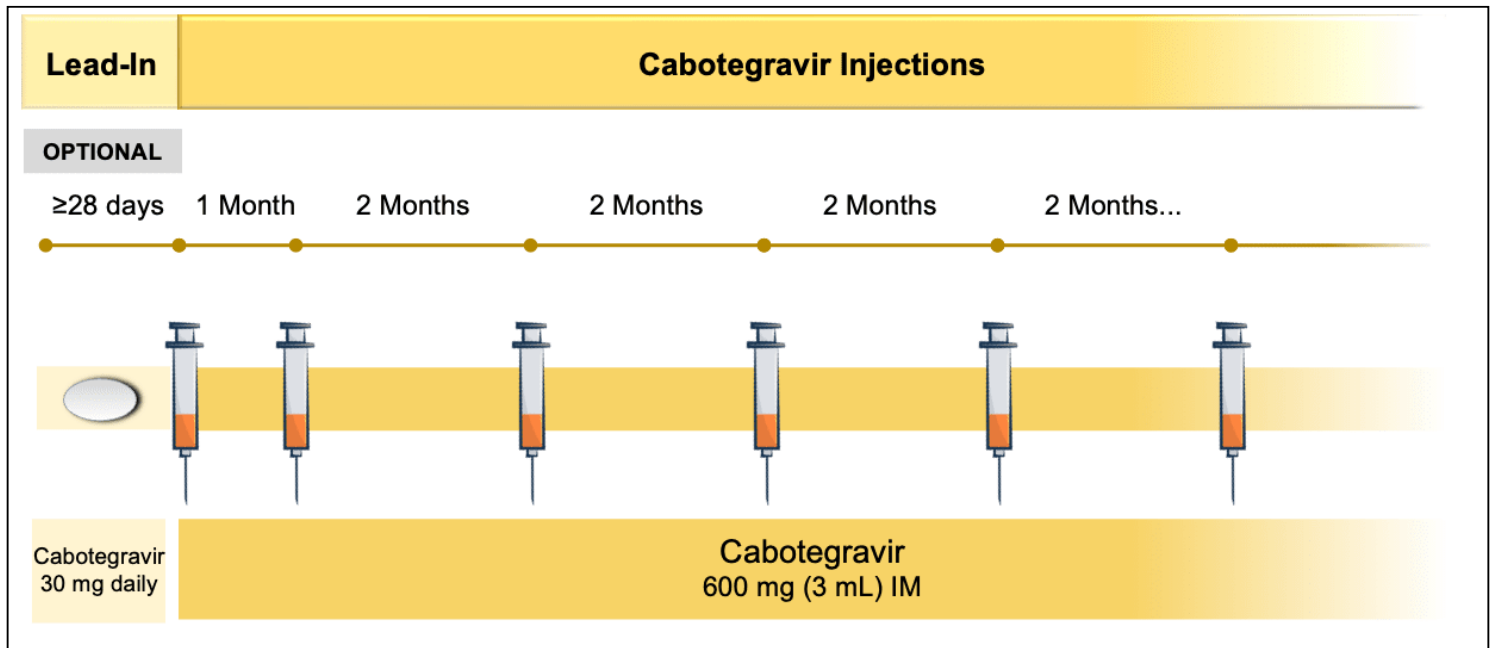 Lead-In
Cabotegravir Injections
OPTIONAL
≥28 days
1 Month
2 Months
2 Months
2 Months
2 Months...
Cabotegravir
30 mg daily
Cabotegravir
600 mg (3 mL) IM